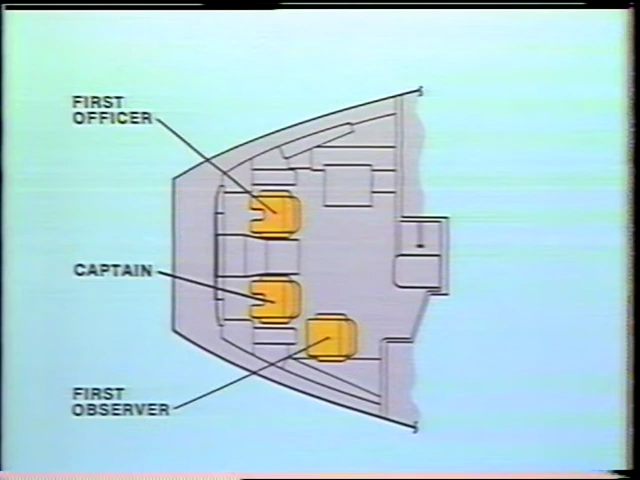 FIRST
OFFICER
CAPTAIN
FIRST
OBSERVER